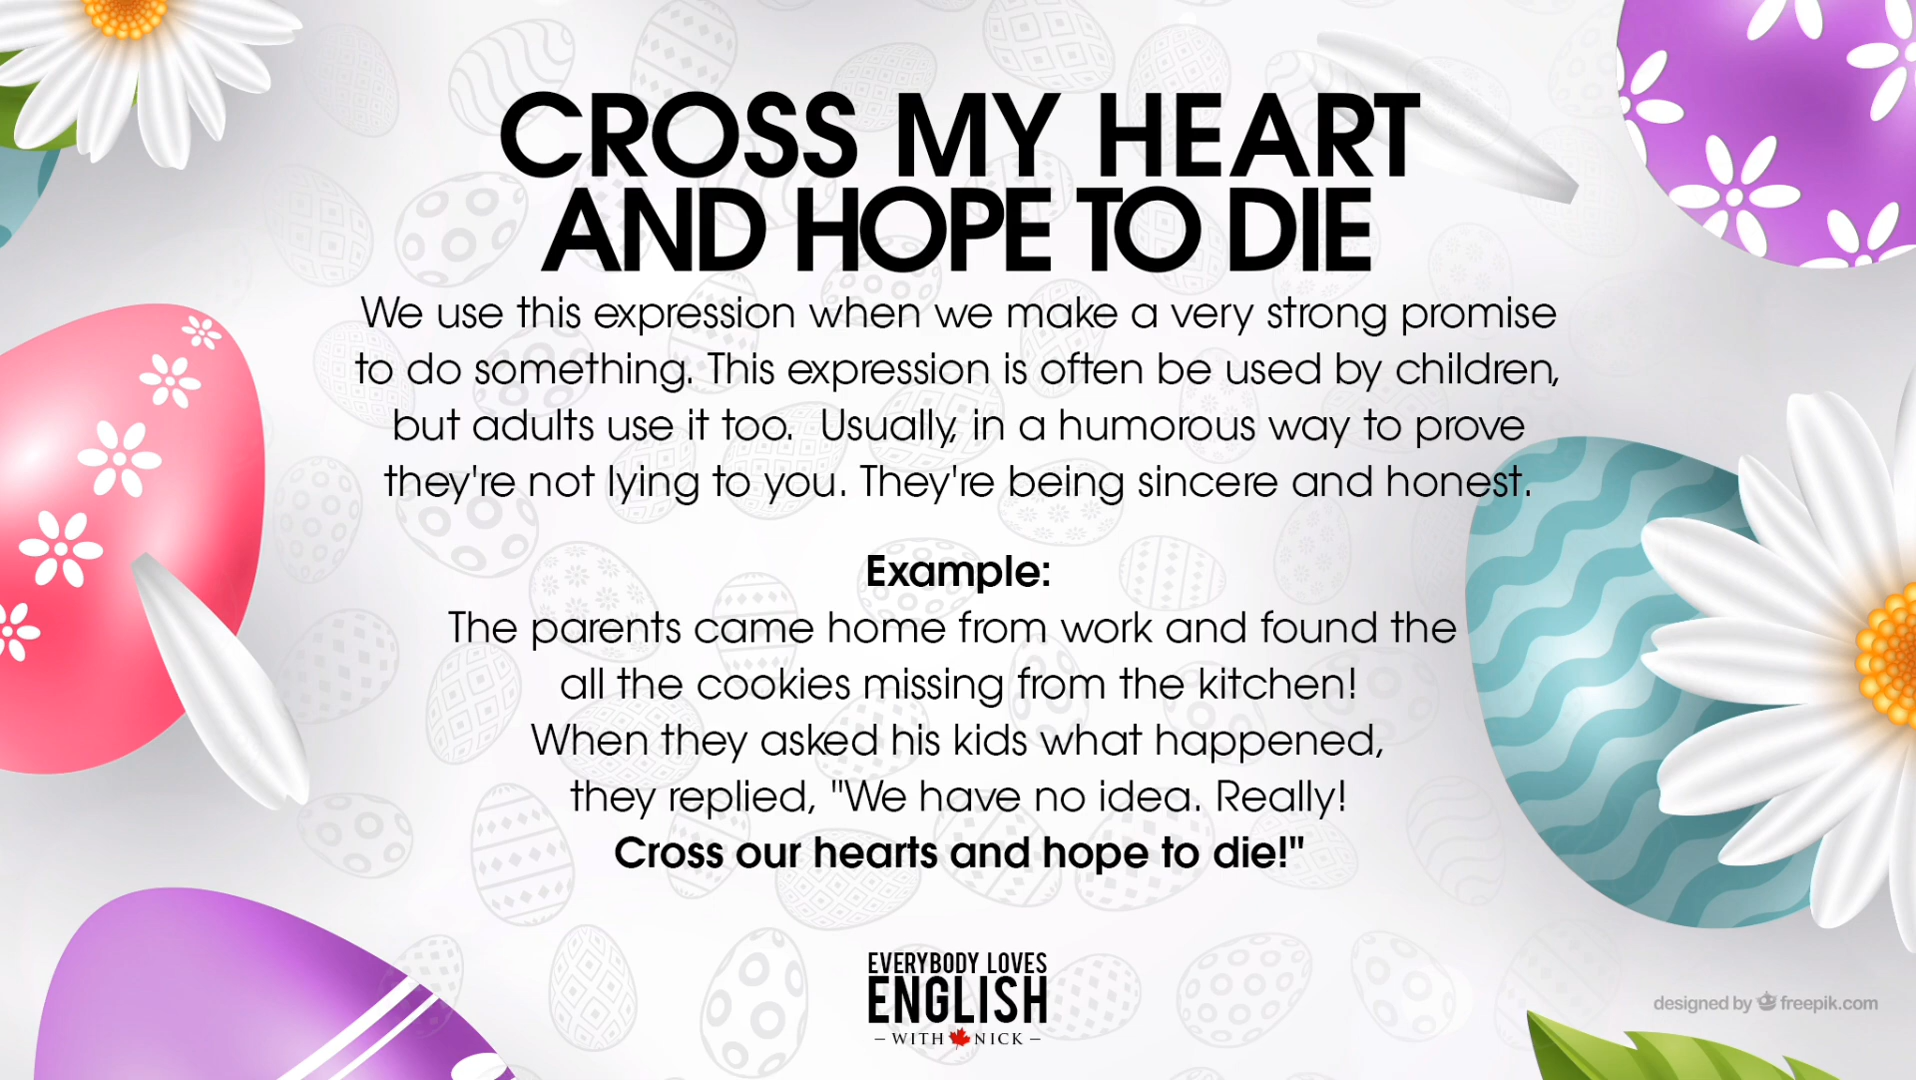 CROSS MY HEART
AND HOPE TO DIE
We use this expression when we make a very strong promise
to do something. This expression is often be used by children,
but adults use it too.  Usually, in a humorous way to prove
they're not lying to you. They're being sincere and honest.
Example:
The parents came home from work and found the
all the cookies missing from the kitchen!
When they asked his kids what happened,
they replied, "We have no idea. Really!
Cross our hearts and hope to die!"
EVERYBODY LOVES
ENGLISH
– WITH NICK –
designed by freepik.com